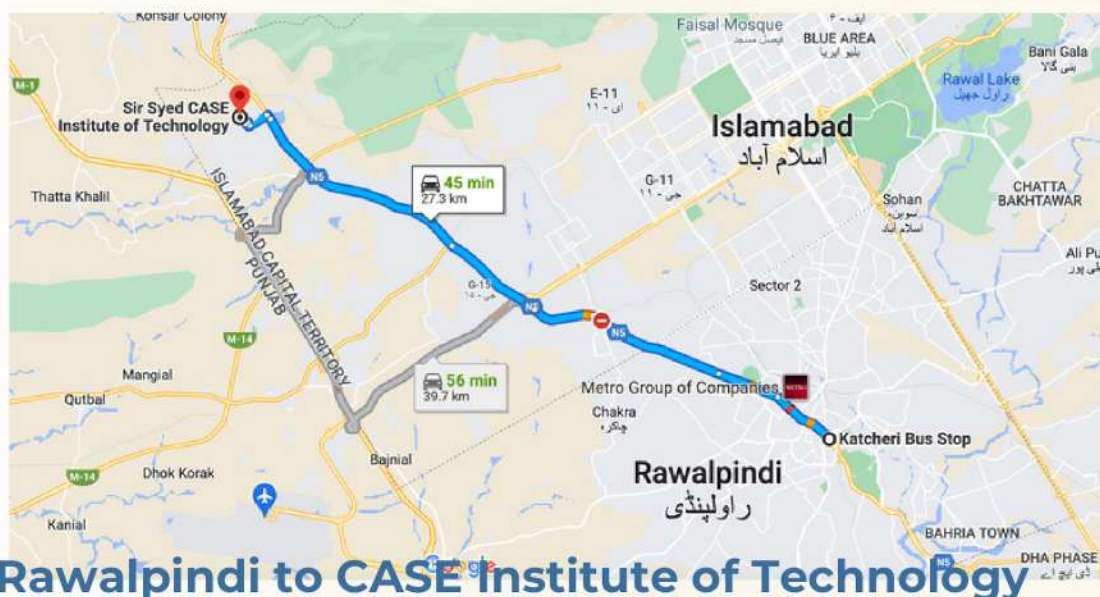 Konsar Colony
M-1
Sir Syed CASE
Institute of Technology
Thatta Khalil
N5
45 min
27.3 km
ISLAMABAD CAPITAL TERRITORY
PUNJAB
M-14
Mangial
Qutbal
M-14
Dhok Korak
Kanial
Bajnial
56 min
39.7 km
N5
N5
Faisal Mosque
فیصل مسجد
BLUE AREA
بلیو ایریا
E-11
ای - ۱۱
Islamabad
اسلام آباد
G-11
جی - ۱۱
Rawal Lake
راول جھیل
Bani Gala
بنی گالا
CHATTA
BAKHTAWAR
Sohan
Ali Pu
Sector 2
Metro Group of Companies
METRO
Chakra
چاکره
Katcheri Bus Stop
Rawalpindi
راولپنڈی
BAHRIA TOWN
N5
DHA PHASE
Google
Rawalpindi to CASE Institute of Technology